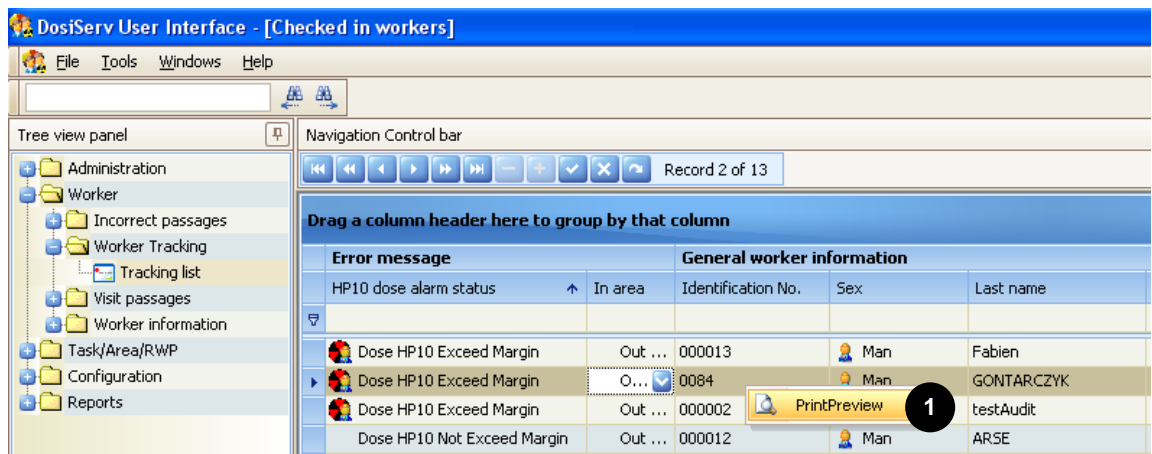 DosiServ User Interface - [Checked in workers]
File Tools Windows Help
Tree view panel
Administration
Worker
Incorrect passages
Worker Tracking
Tracking list
Visit passages
Worker information
Task/Area/RWP
Configuration
Reports
Navigation Control bar
Record 2 of 13
Drag a column header here to group by that column
Error message General worker information
HP10 dose alarm status In area Identification No. Sex Last name
Dose HP10 Exceed Margin Out ... 000013 Man Fabien
Dose HP10 Exceed Margin O... 0084 Man GONTARCZYK
PrintPreview 1
Dose HP10 Exceed Margin Out ... 000002 testAudit
Dose HP10 Not Exceed Margin Out ... 000012 Man ARSE